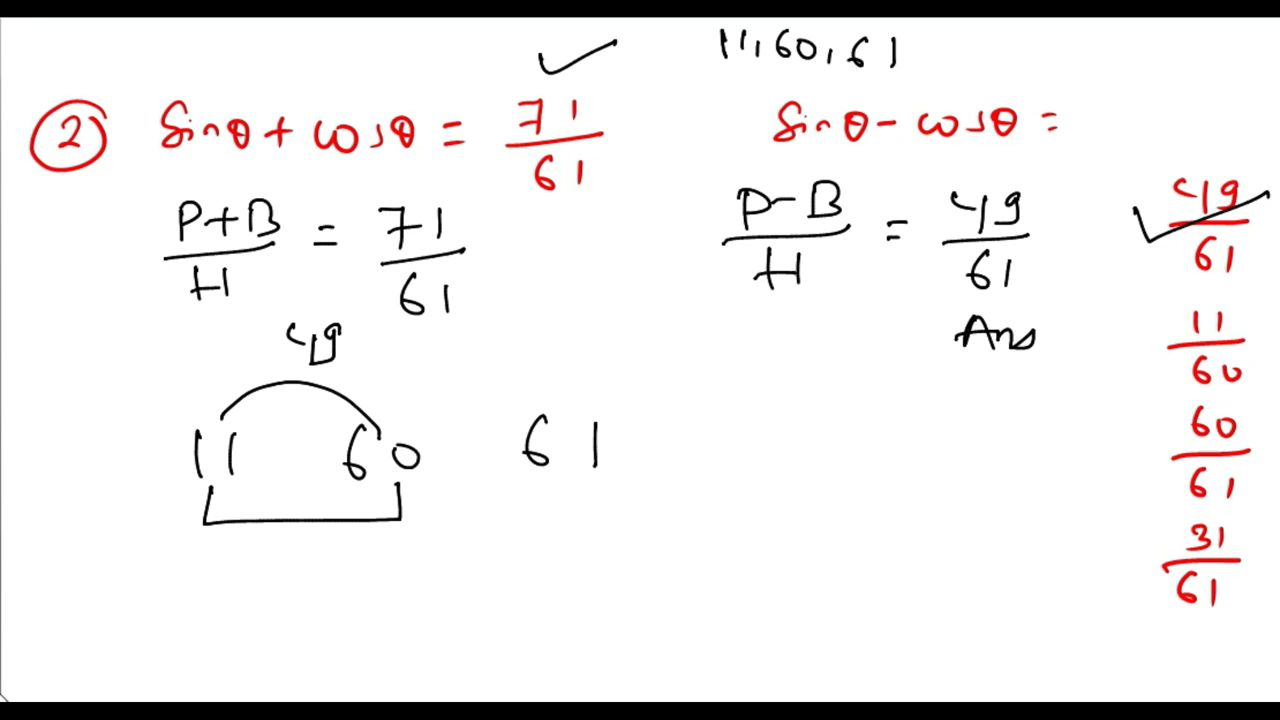 11, 60, 61
② Sinθ + cosθ = 71/61
Sinθ - cosθ =
P+B/H = 71/61
P-B/H = 49/61
Ans
49
11 60 61
49/61
11/60
60/61
31/61